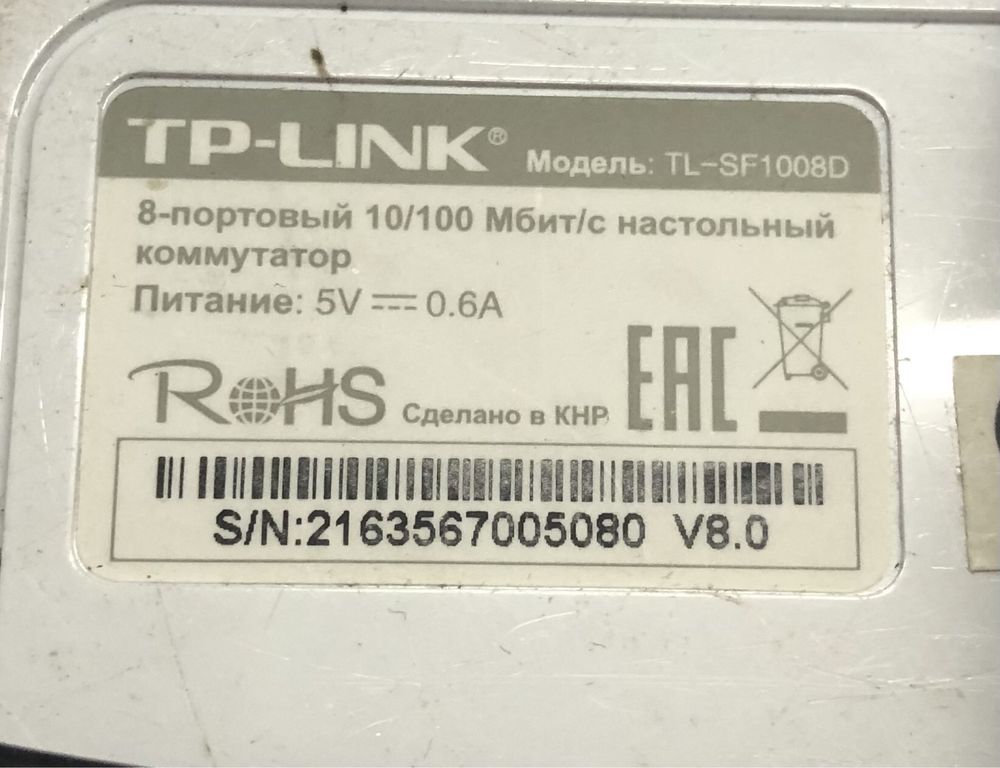 TP-LINK® Модель: TL-SF1008D
8-портовый 10/100 Мбит/с настольный
коммутатор
Питание: 5V 0.6A
RoHS Сделано в КНР EAC
S/N:2163567005080 V8.0